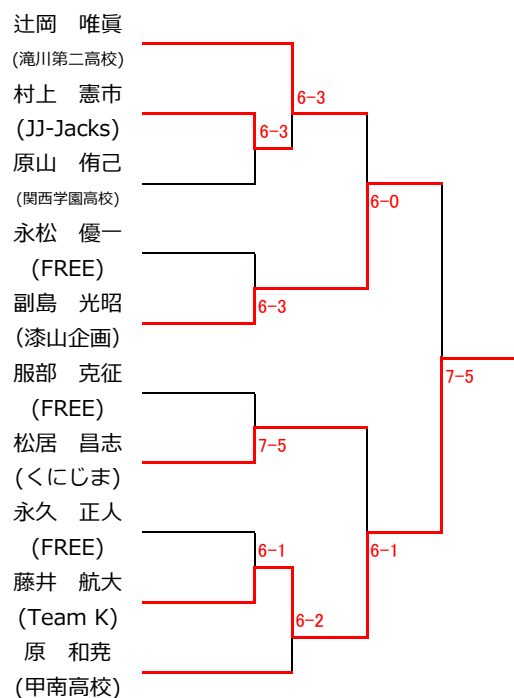 辻岡　唯眞
(滝川第二高校)
6-3
村上　憲市
(JJ-Jacks)
6-3
原山　侑己
(関西学園高校)
6-0
永松　優一
(FREE)
副島　光昭
6-3
(漆山企画)
服部　克征
7-5
(FREE)
松居　昌志
7-5
(くにじま)
永久　正人
(FREE)
6-1
6-1
藤井　航大
(Team K)
6-2
原　和尭
(甲南高校)